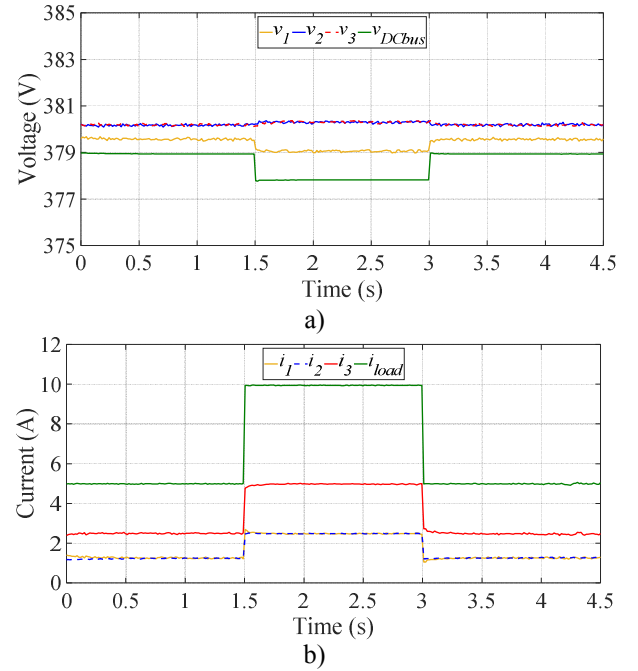 385
383
381
379
377
375
Voltage (V)
v1 v2 v3 vDCbus
0 0.5 1 1.5 2 2.5 3 3.5 4 4.5
Time (s)
a)
12
10
8
6
4
2
0
Current (A)
i1 i2 i3 iload
0 0.5 1 1.5 2 2.5 3 3.5 4 4.5
Time (s)
b)